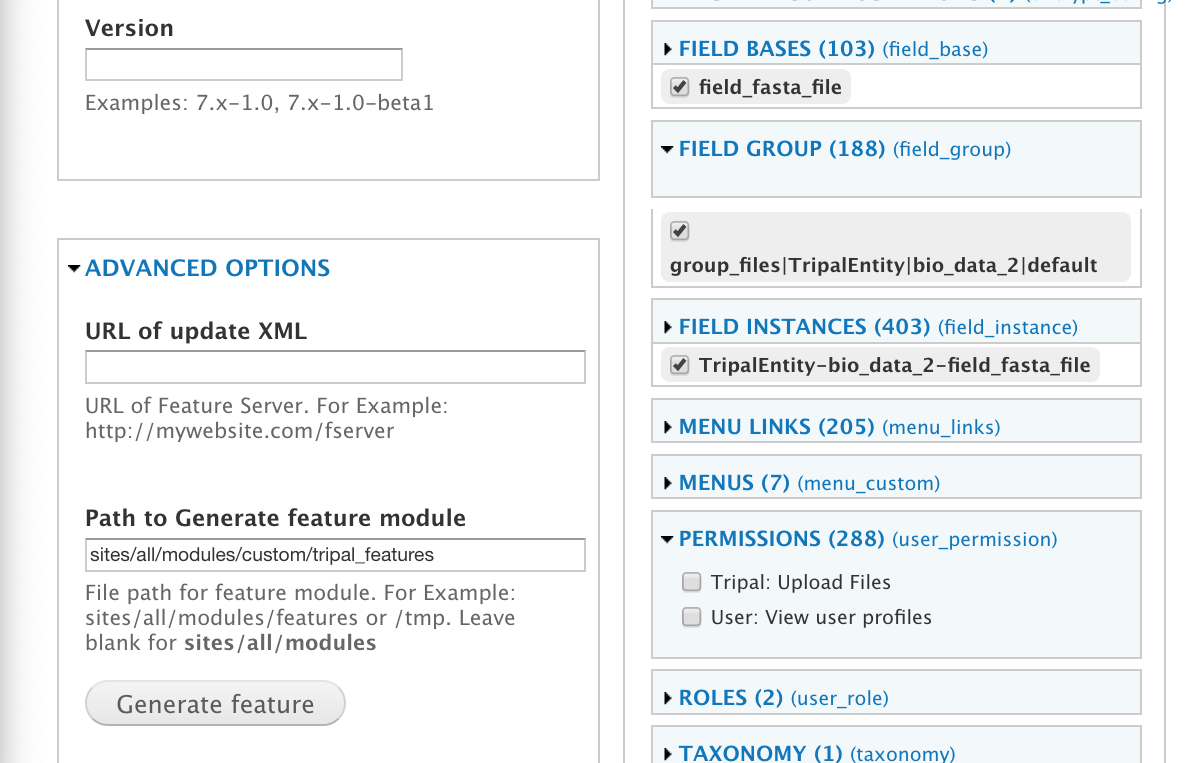 Version
Examples: 7.x-1.0, 7.x-1.0-beta1
ADVANCED OPTIONS
URL of update XML
URL of Feature Server. For Example:
http://mywebsite.com/fserver
Path to Generate feature module
sites/all/modules/custom/tripal_features
File path for feature module. For Example:
sites/all/modules/features or /tmp. Leave
blank for sites/all/modules
Generate feature
FIELD BASES (103) (field_base)
field_fasta_file
FIELD GROUP (188) (field_group)
group_files|TripalEntity|bio_data_2|default
FIELD INSTANCES (403) (field_instance)
TripalEntity-bio_data_2-field_fasta_file
MENU LINKS (205) (menu_links)
MENUS (7) (menu_custom)
PERMISSIONS (288) (user_permission)
Tripal: Upload Files
User: View user profiles
ROLES (2) (user_role)
TAXONOMY (1) (taxonomy)